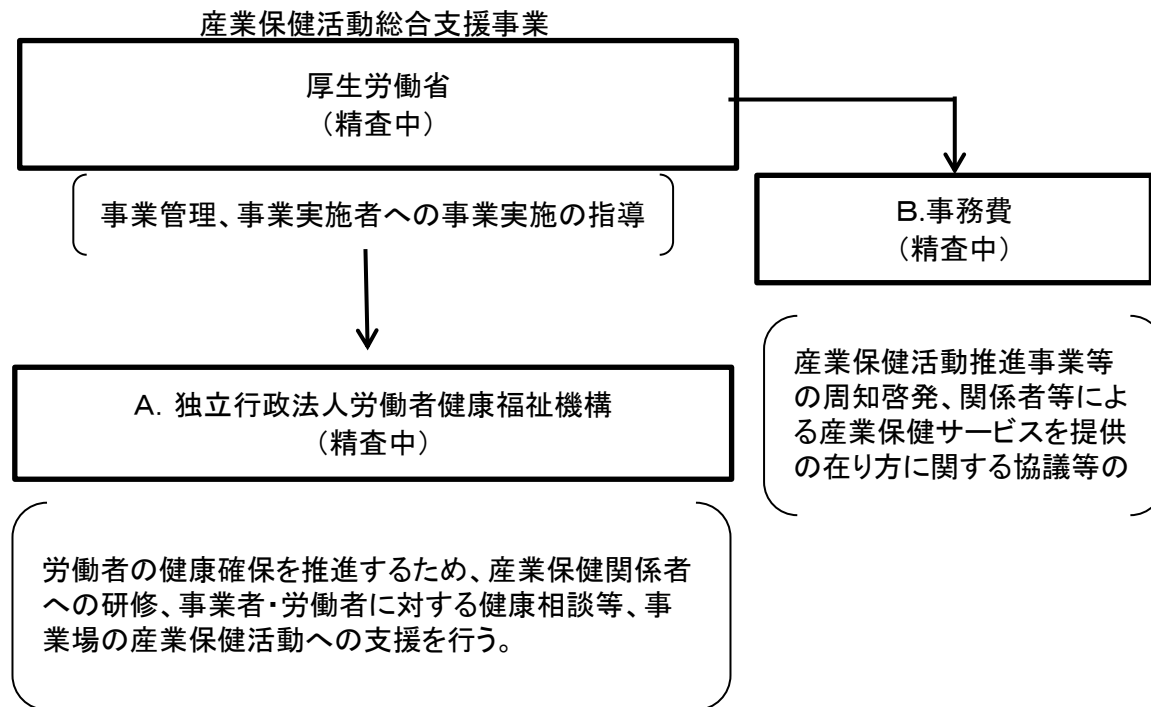 産業保健活動総合支援事業
厚生労働省
（精査中）
事業管理、事業実施者への事業実施の指導
B.事務費
（精査中）
A. 独立行政法人労働者健康福祉機構
（精査中）
産業保健活動推進事業等
の周知啓発、関係者等によ
る産業保健サービスを提供
の在り方に関する協議等の
労働者の健康確保を推進するため、産業保健関係者
への研修、事業者・労働者に対する健康相談等、事
業場の産業保健活動への支援を行う。